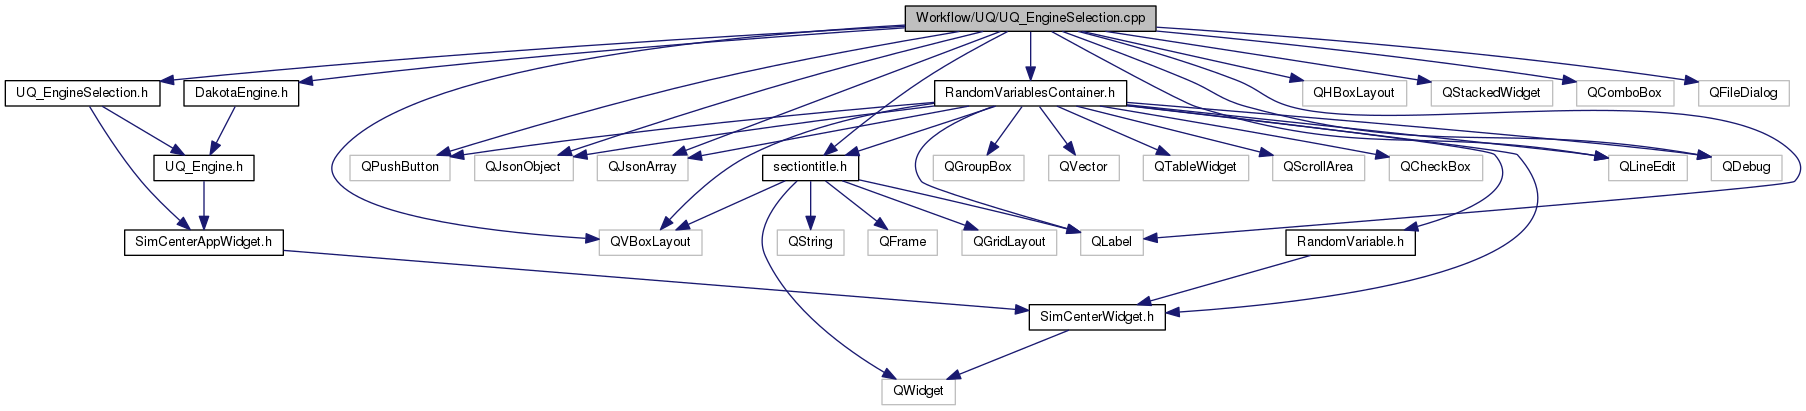 Workflow/UQ/UQ_EngineSelection.cpp
UQ_EngineSelection.h
DakotaEngine.h
RandomVariablesContainer.h
QHBoxLayout
QStackedWidget
QComboBox
QFileDialog
UQ_Engine.h
QPushButton
QJsonObject
QJsonArray
sectiontitle.h
QGroupBox
QVector
QTableWidget
QScrollArea
QCheckBox
QLineEdit
QDebug
SimCenterAppWidget.h
QVBoxLayout
QString
QFrame
QGridLayout
QLabel
RandomVariable.h
SimCenterWidget.h
QWidget